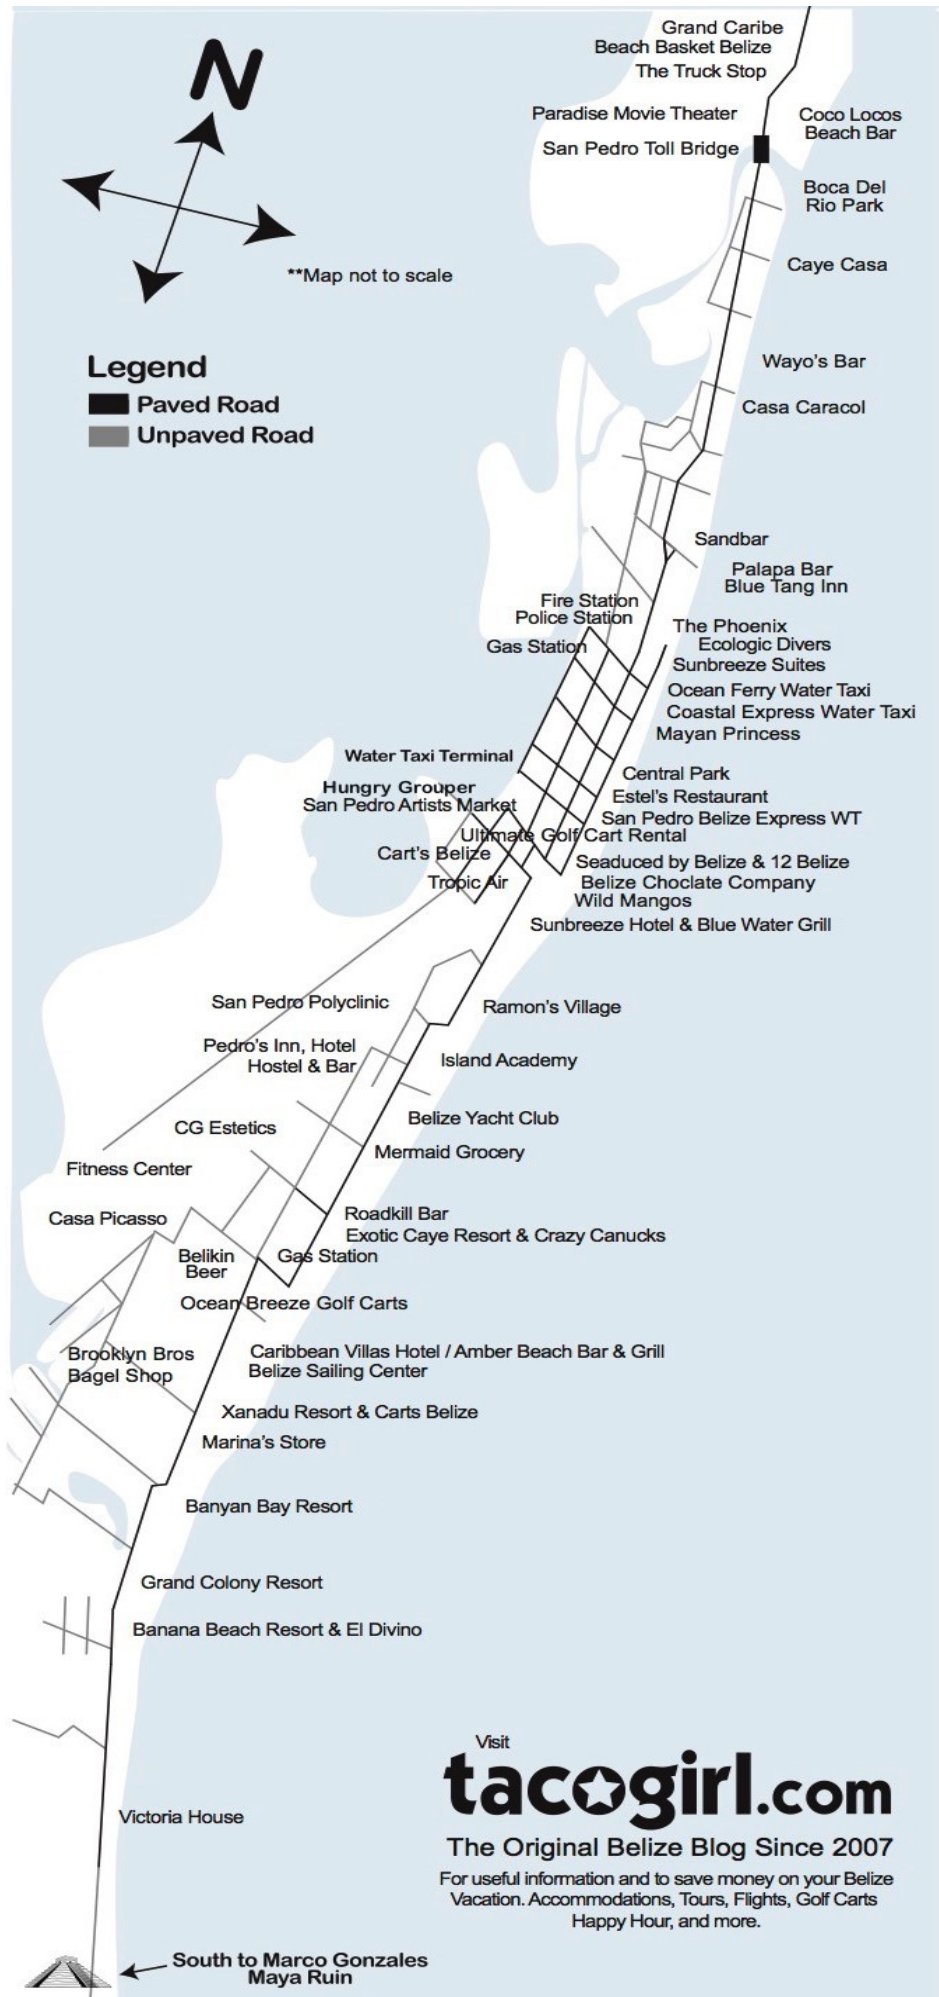 Grand Caribe
Beach Basket Belize
The Truck Stop
N
Paradise Movie Theater
Coco Locos
Beach Bar
San Pedro Toll Bridge
Boca Del
Rio Park
Caye Casa
**Map not to scale
Legend
Paved Road
Unpaved Road
Wayo's Bar
Casa Caracol
Sandbar
Palapa Bar
Blue Tang Inn
Fire Station
Police Station
Gas Station
The Phoenix
Ecologic Divers
Sunbreeze Suites
Ocean Ferry Water Taxi
Coastal Express Water Taxi
Mayan Princess
Water Taxi Terminal
Central Park
Hungry Grouper
San Pedro Artists Market
Estel's Restaurant
San Pedro Belize Express WT
Ultimate Golf Cart Rental
Cart's Belize
Seaduced by Belize & 12 Belize
Tropic Air
Belize Choclate Company
Wild Mangos
Sunbreeze Hotel & Blue Water Grill
San Pedro Polyclinic
Ramon's Village
Pedro's Inn, Hotel
Hostel & Bar
Island Academy
CG Estetics
Belize Yacht Club
Mermaid Grocery
Fitness Center
Casa Picasso
Roadkill Bar
Exotic Caye Resort & Crazy Canucks
Belikin
Beer
Gas Station
Ocean Breeze Golf Carts
Brooklyn Bros
Bagel Shop
Caribbean Villas Hotel / Amber Beach Bar & Grill
Belize Sailing Center
Xanadu Resort & Carts Belize
Marina's Store
Banyan Bay Resort
Grand Colony Resort
Banana Beach Resort & El Divino
Victoria House
Visit
tacogirl.com
The Original Belize Blog Since 2007
For useful information and to save money on your Belize
Vacation. Accommodations, Tours, Flights, Golf Carts
Happy Hour, and more.
South to Marco Gonzales
Maya Ruin